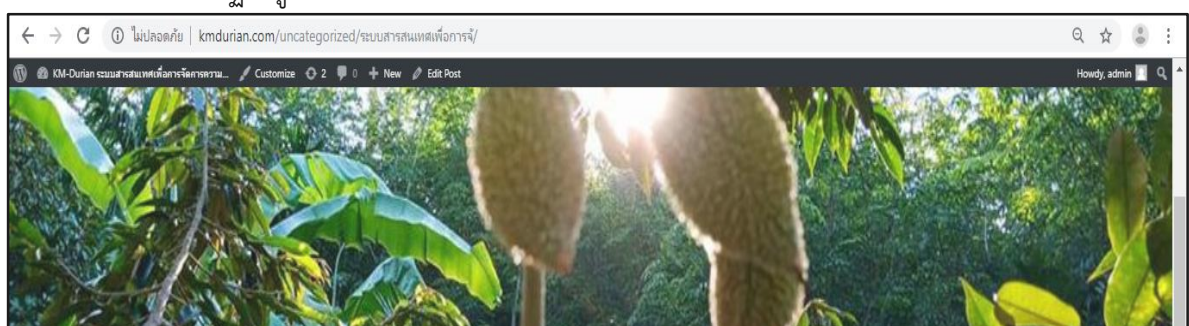 ไม่ปลอดภัย | kmdurian.com/uncategorized/ระบบสารสนเทศเพื่อการจั/
KM-Durian ระบบสารสนเทศเพื่อการจัดการความ... Customize 2 0 New Edit Post Howdy, admin